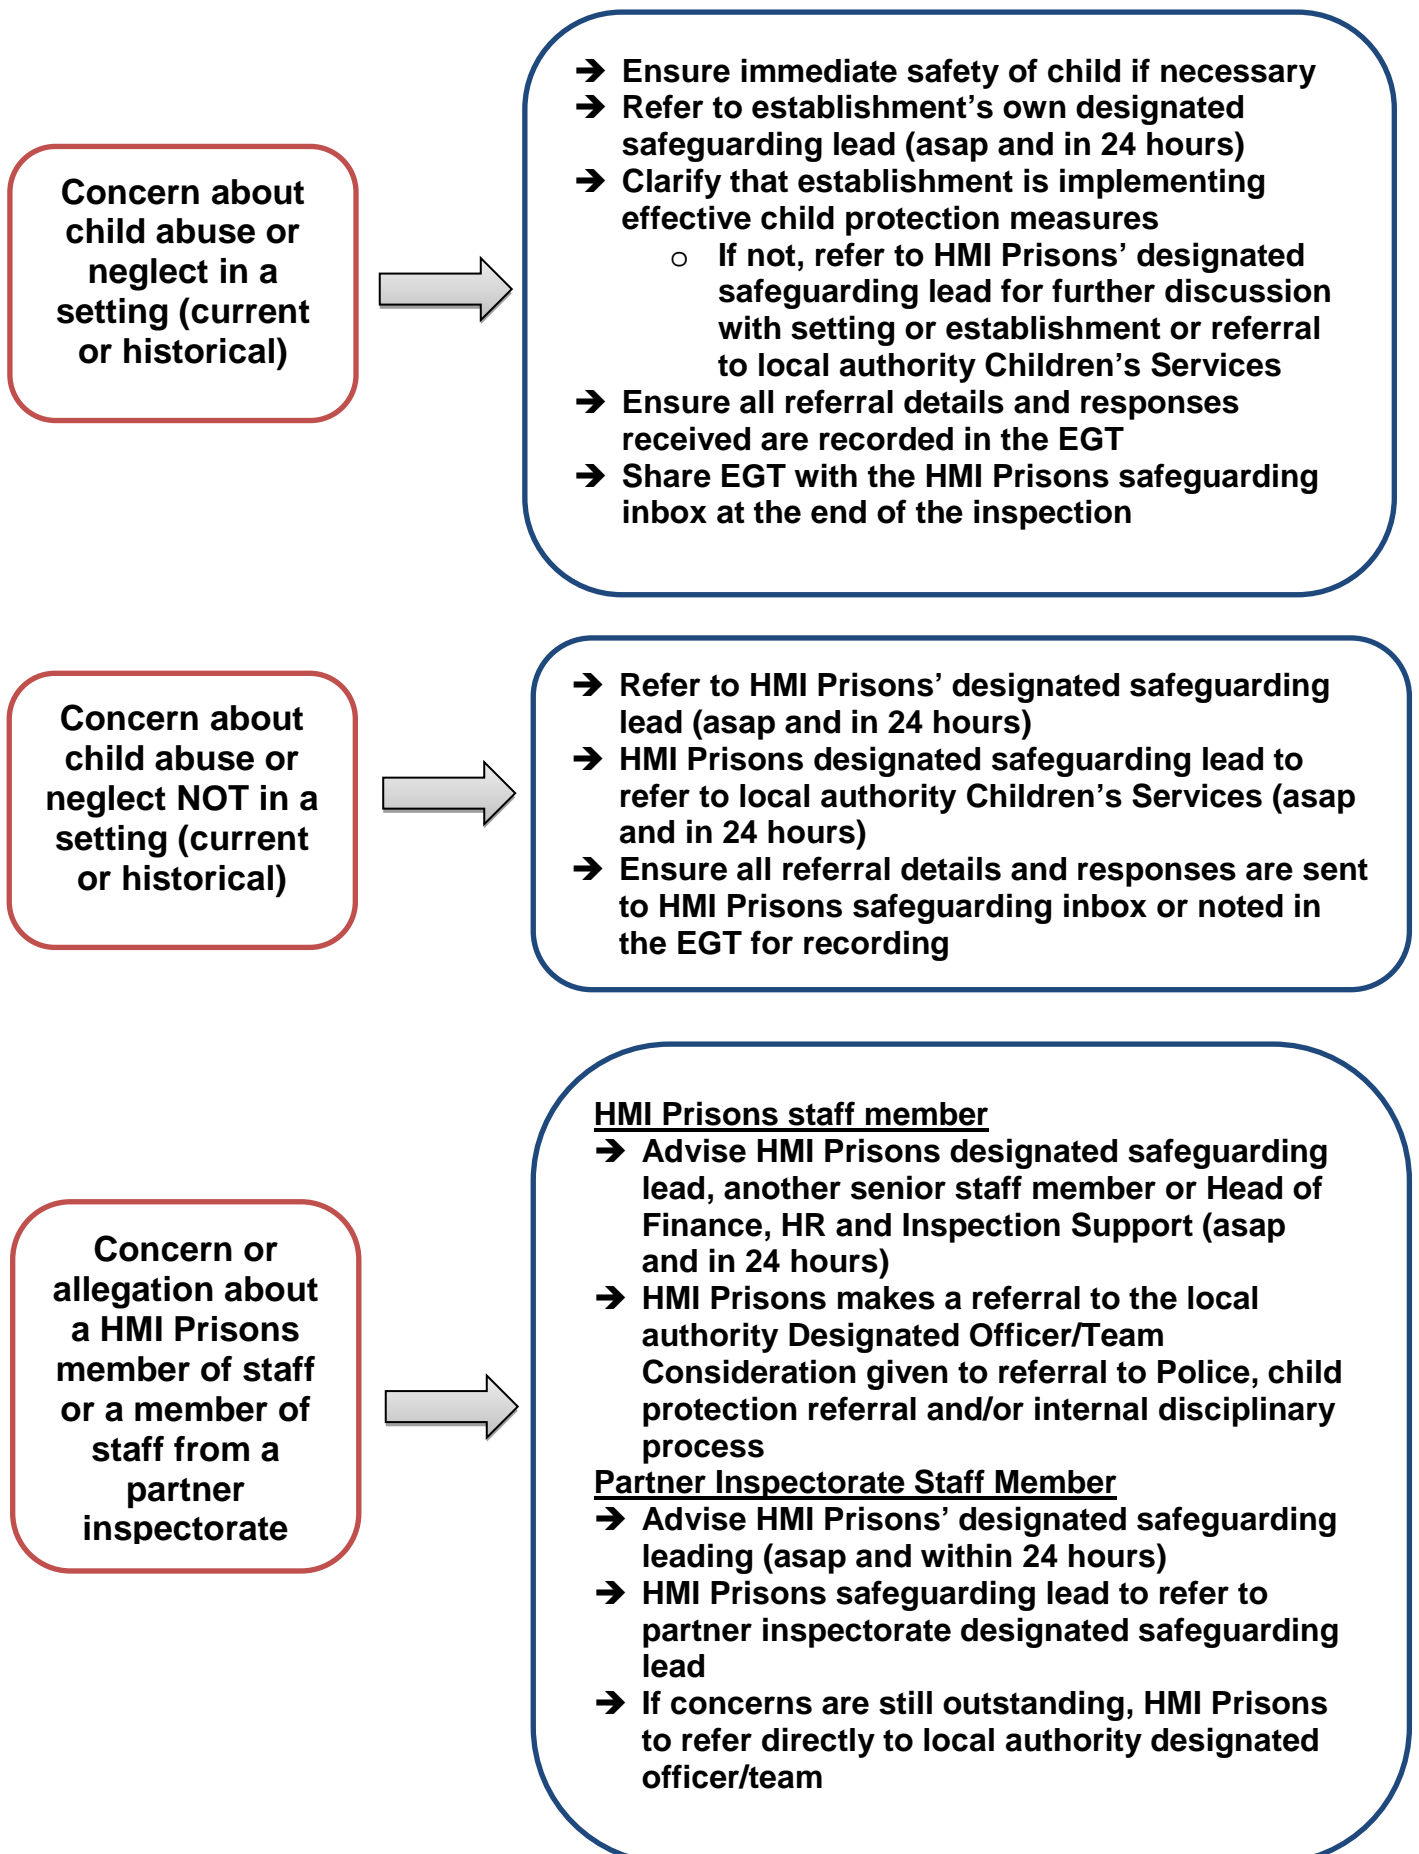 Concern about
child abuse or
neglect in a
setting (current
or historical)
➔ Ensure immediate safety of child if necessary
➔ Refer to establishment’s own designated
safeguarding lead (asap and in 24 hours)
➔ Clarify that establishment is implementing
effective child protection measures
o If not, refer to HMI Prisons’ designated
safeguarding lead for further discussion
with setting or establishment or referral
to local authority Children’s Services
➔ Ensure all referral details and responses
received are recorded in the EGT
➔ Share EGT with the HMI Prisons safeguarding
inbox at the end of the inspection
Concern about
child abuse or
neglect NOT in a
setting (current
or historical)
➔ Refer to HMI Prisons’ designated safeguarding
lead (asap and in 24 hours)
➔ HMI Prisons designated safeguarding lead to
refer to local authority Children’s Services (asap
and in 24 hours)
➔ Ensure all referral details and responses are sent
to HMI Prisons safeguarding inbox or noted in
the EGT for recording
Concern or
allegation about
a HMI Prisons
member of staff
or a member of
staff from a
partner
inspectorate
HMI Prisons staff member
➔ Advise HMI Prisons designated safeguarding
lead, another senior staff member or Head of
Finance, HR and Inspection Support (asap
and in 24 hours)
➔ HMI Prisons makes a referral to the local
authority Designated Officer/Team
Consideration given to referral to Police, child
protection referral and/or internal disciplinary
process
Partner Inspectorate Staff Member
➔ Advise HMI Prisons’ designated safeguarding
leading (asap and within 24 hours)
➔ HMI Prisons safeguarding lead to refer to
partner inspectorate designated safeguarding
lead
➔ If concerns are still outstanding, HMI Prisons
to refer directly to local authority designated
officer/team